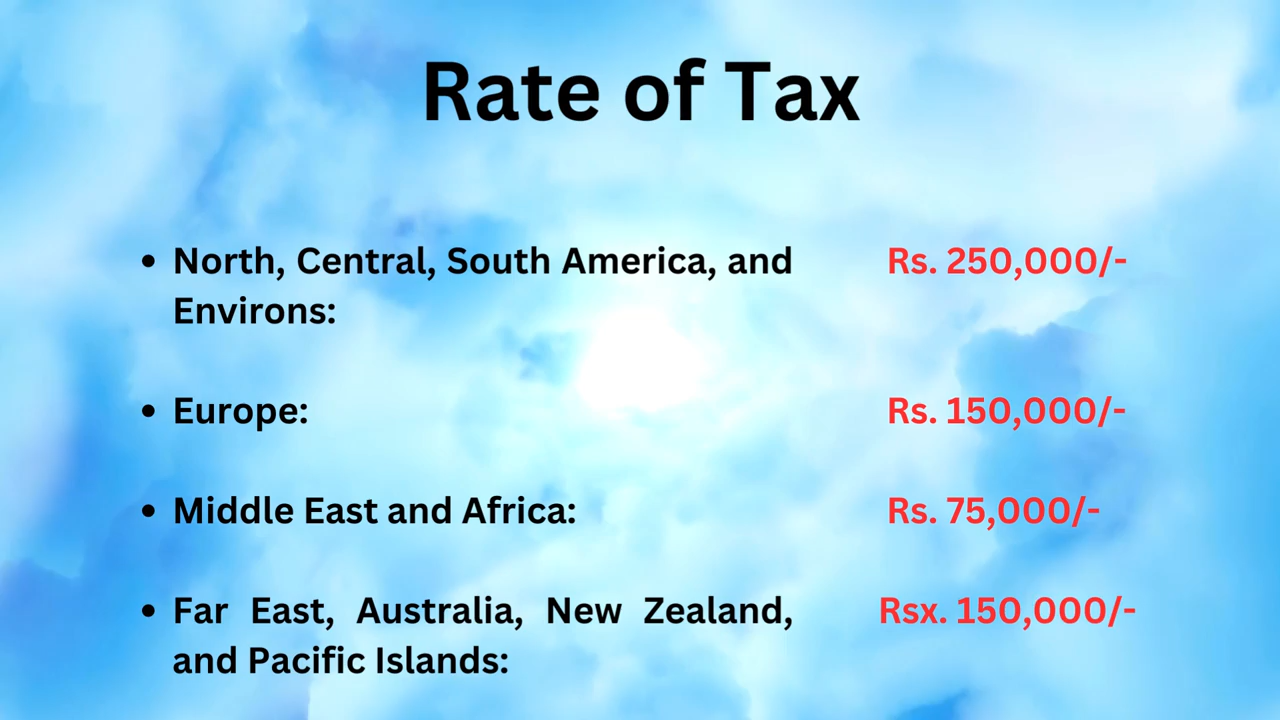 Rate of Tax
• North, Central, South America, and Rs. 250,000/-
Environs:
• Europe: Rs. 150,000/-
• Middle East and Africa: Rs. 75,000/-
• Far East, Australia, New Zealand, Rsx. 150,000/-
and Pacific Islands: